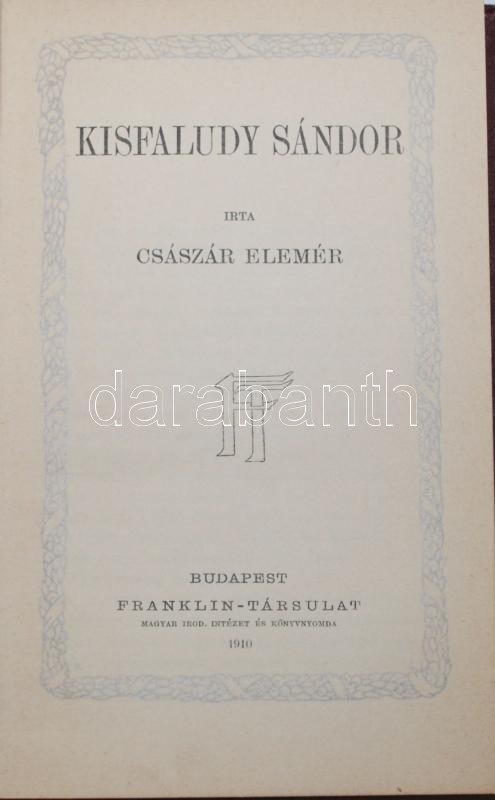 KISFALUDY SÁNDOR
IRTA
CSÁSZÁR ELEMÉR
darabanth
BUDAPEST
FRANKLIN-TÁRSULAT
MAGYAR IROD. INTÉZET ÉS KÖNYVNYOMDA
1910